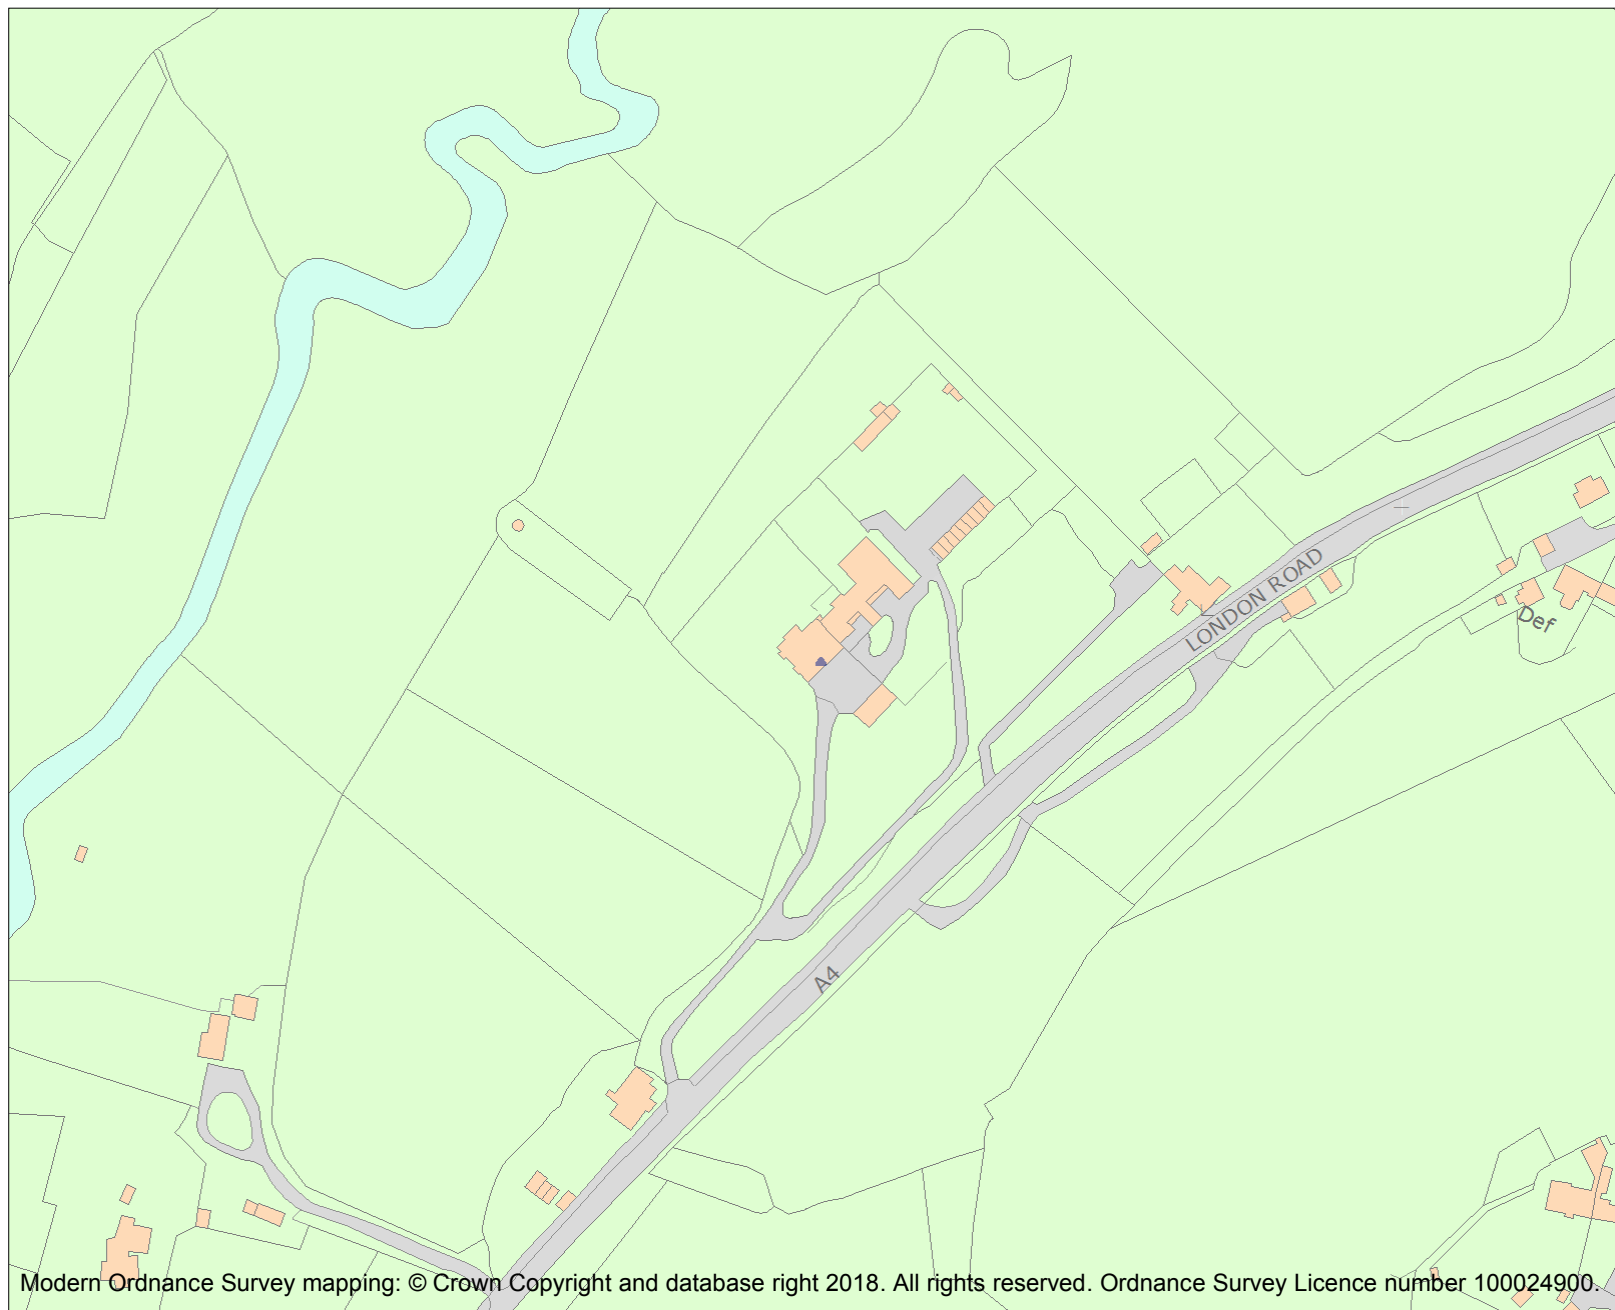 LONDON ROAD
Def
A4
Modern Ordnance Survey mapping: © Crown Copyright and database right 2018. All rights reserved. Ordnance Survey Licence number 100024900.